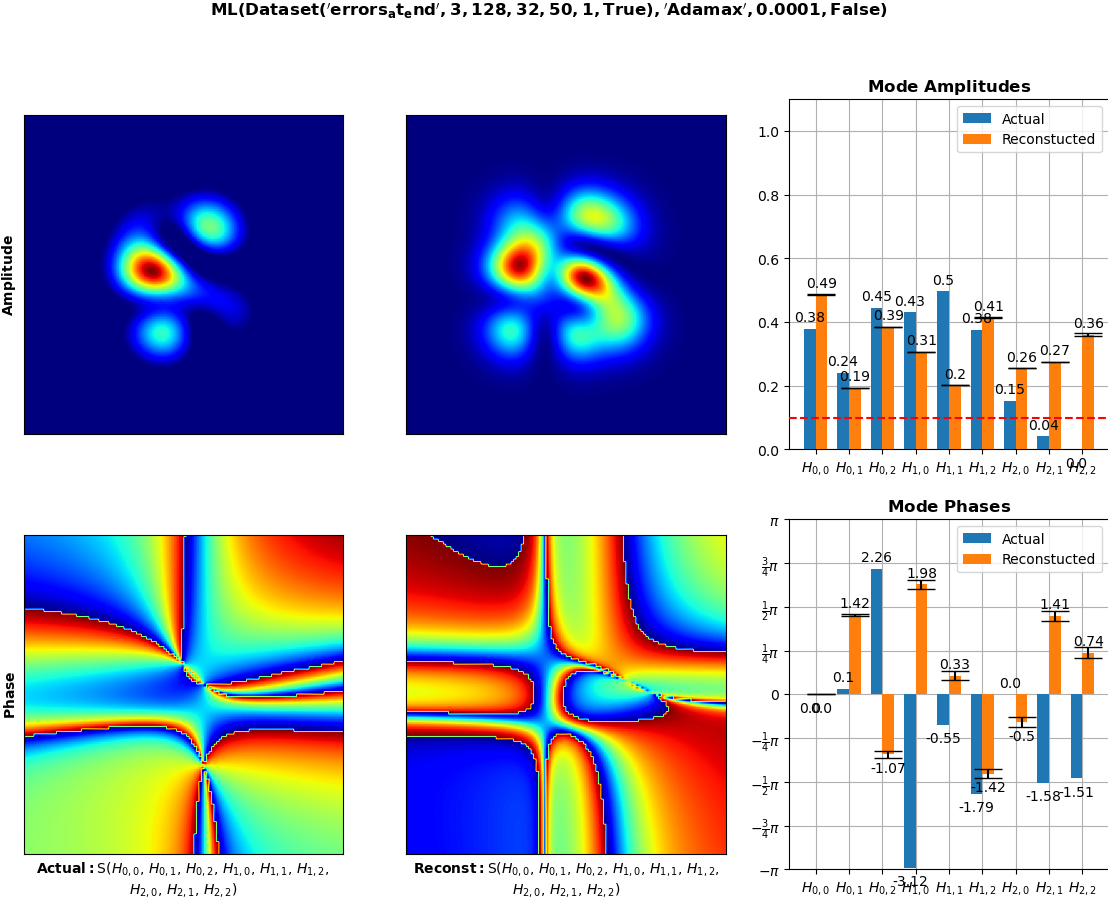 ML(Dataset('errors_at_end', 3, 128, 32, 50, 1, True), 'Adamax', 0.0001, False)
Amplitude
Mode Amplitudes
Actual
Reconstucted
1.0
0.8
0.6
0.4
0.2
0.0
0.38 0.49 0.24 0.19 0.45 0.39 0.43 0.31 0.5 0.2 0.38 0.41 0.15 0.26 0.04 0.27 0.0 0.36
H0,0 H0,1 H0,2 H1,0 H1,1 H1,2 H2,0 H2,1 H2,2
Phase
Actual: S(H0,0, H0,1, H0,2, H1,0, H1,1, H1,2,
H2,0, H2,1, H2,2)
Reconst: S(H0,0, H0,1, H0,2, H1,0, H1,1, H1,2,
H2,0, H2,1, H2,2)
Mode Phases
Actual
Reconstucted
π
3/4π
1/2π
1/4π
0
−1/4π
−1/2π
−3/4π
−π
0.0 0.0 0.1 1.42 2.26 -1.07 -3.12 1.98 -0.55 0.33 -1.79 -1.42 0.0 -0.5 -1.58 1.41 -1.51 0.74
H0,0 H0,1 H0,2 H1,0 H1,1 H1,2 H2,0 H2,1 H2,2